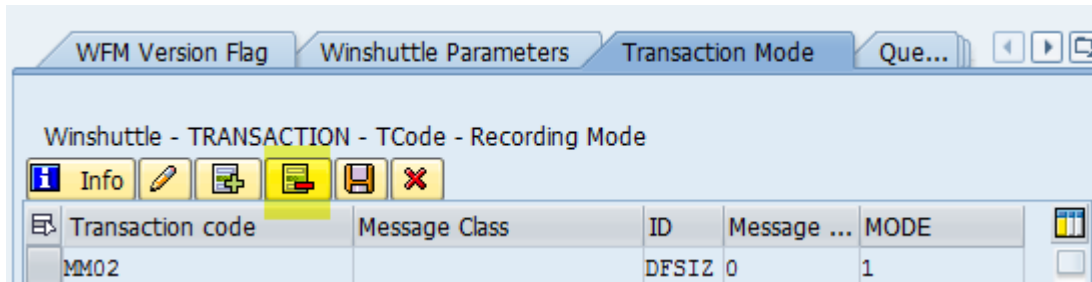 WFM Version Flag Winshuttle Parameters Transaction Mode Que...
Winshuttle - TRANSACTION - TCode - Recording Mode
Info
Transaction code Message Class ID Message ... MODE
MM02 DFSIZ 0 1